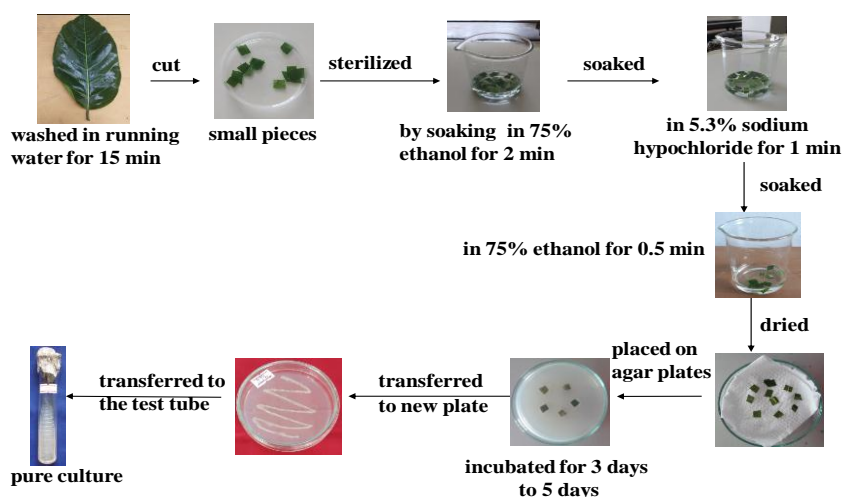 cut
sterilized
soaked
washed in running
water for 15 min
small pieces
by soaking in 75%
ethanol for 2 min
in 5.3% sodium
hypochloride for 1 min
soaked
in 75% ethanol for 0.5 min
dried
placed on
agar plates
transferred
to new plate
transferred to
the test tube
incubated for 3 days
to 5 days
pure culture